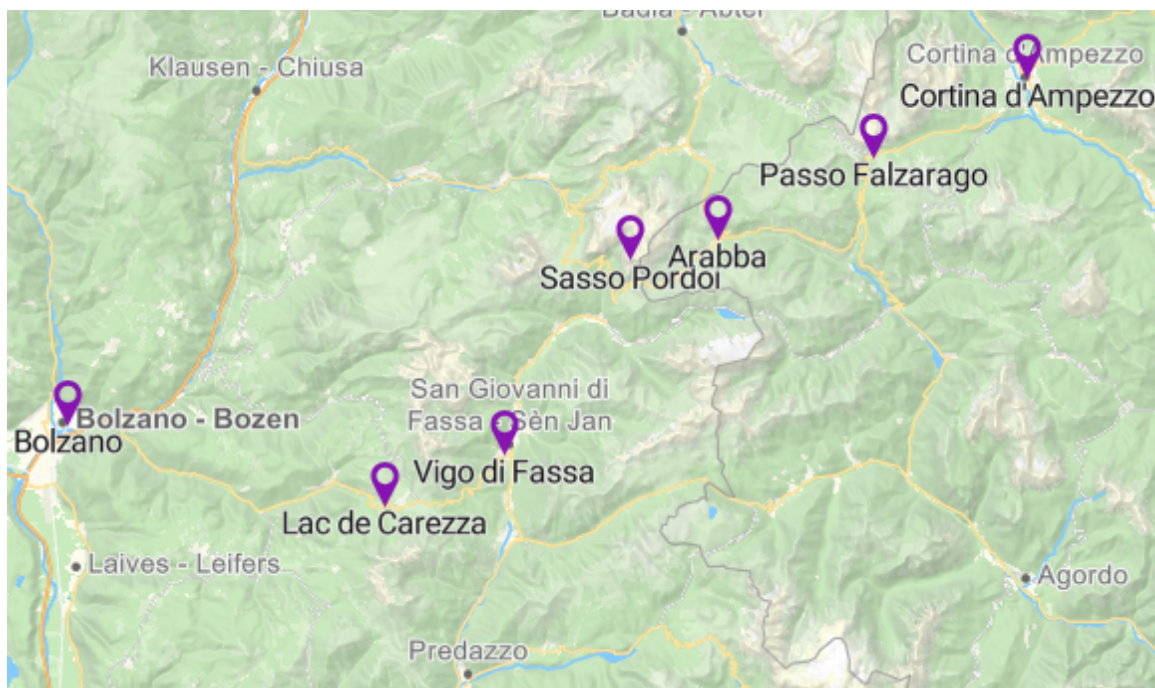 Badia - Abtei
Klausen - Chiusa
Cortina d'Ampezzo
Cortina d'Ampezzo
Passo Falzarago
Arabba
Sasso Pordoi
San Giovanni di
Fassa - Sèn Jan
Bolzano - Bozen
Bolzano
Vigo di Fassa
Lac de Carezza
Laives - Leifers
Agordo
Predazzo